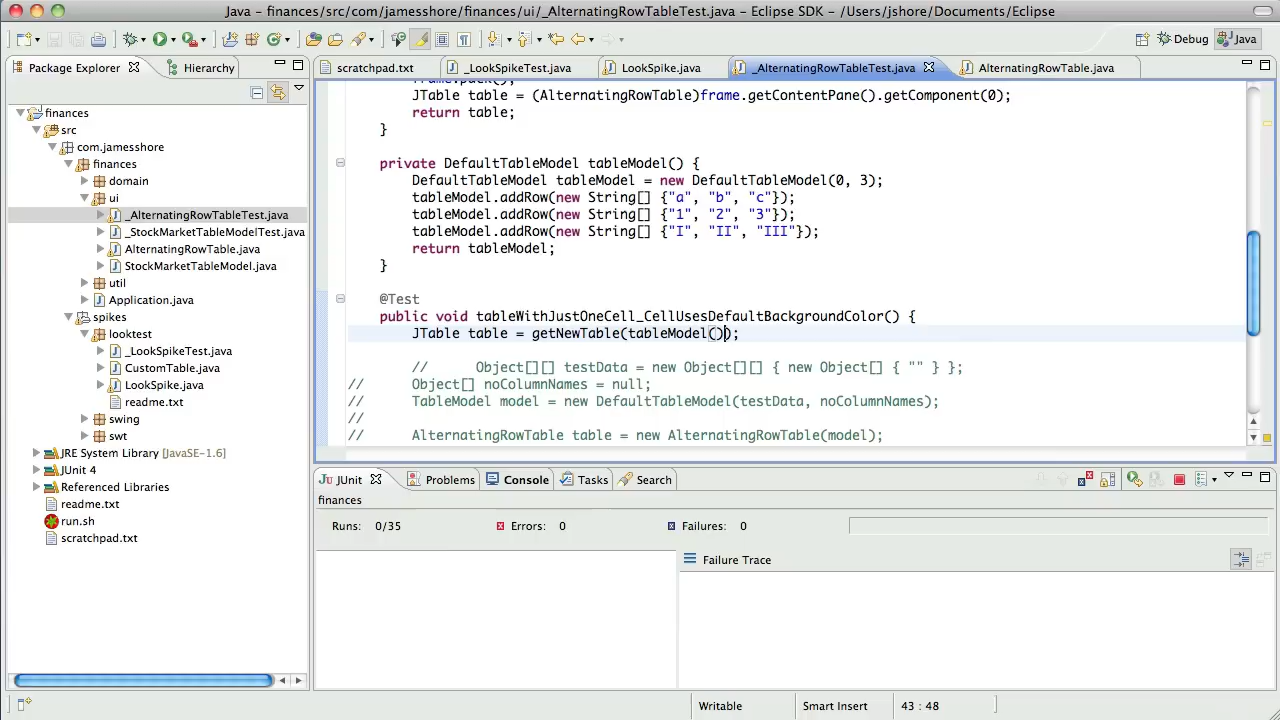 Java – finances/src/com/jamesshore/finances/ui/_AlternatingRowTableTest.java – Eclipse SDK – /Users/jshore/Documents/Eclipse
Debug
Java
Package Explorer
Hierarchy
scratchpad.txt
_LookSpikeTest.java
LookSpike.java
_AlternatingRowTableTest.java
AlternatingRowTable.java
finances
src
com.jamesshore
finances
domain
ui
_AlternatingRowTableTest.java
_StockMarketTableModelTest.java
AlternatingRowTable.java
StockMarketTableModel.java
util
Application.java
spikes
looktest
_LookSpikeTest.java
CustomTable.java
LookSpike.java
readme.txt
swing
swt
JRE System Library [JavaSE-1.6]
JUnit 4
Referenced Libraries
readme.txt
run.sh
scratchpad.txt
frame.pack();
JTable table = (AlternatingRowTable)frame.getContentPane().getComponent(0);
return table;
}
private DefaultTableModel tableModel() {
DefaultTableModel tableModel = new DefaultTableModel(0, 3);
tableModel.addRow(new String[] {"a", "b", "c"});
tableModel.addRow(new String[] {"1", "2", "3"});
tableModel.addRow(new String[] {"I", "II", "III"});
return tableModel;
}
@Test
public void tableWithJustOneCell_CellUsesDefaultBackgroundColor() {
JTable table = getNewTable(tableModel());
// Object[][] testData = new Object[][] { new Object[] { "" } };
// Object[] noColumnNames = null;
// TableModel model = new DefaultTableModel(testData, noColumnNames);
//
// AlternatingRowTable table = new AlternatingRowTable(model);
JUnit
Problems
Console
Tasks
Search
finances
Runs: 0/35
Errors: 0
Failures: 0
Failure Trace
Writable
Smart Insert
43 : 48